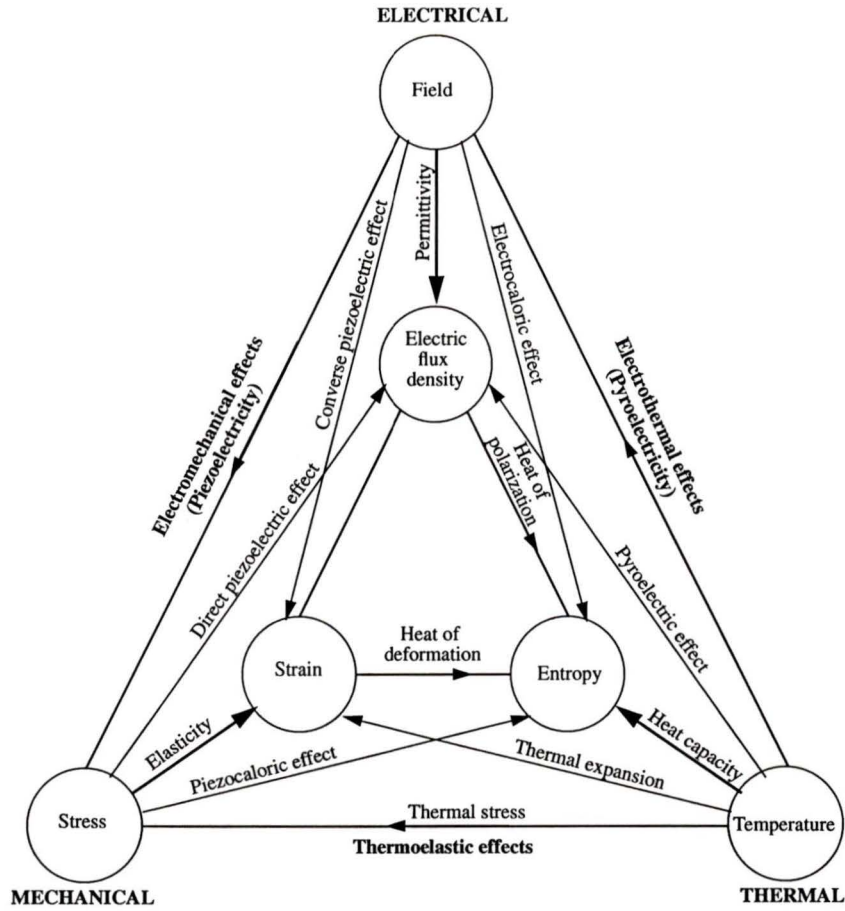 ELECTRICAL
Field
Permittivity
Converse piezoelectric effect
Electrocaloric effect
Electric
flux
density
Electromechanical effects
(Piezoelectricity)
Electrothermal effects
(Pyroelectricity)
Direct piezoelectric effect
Heat of
polarization
Pyroelectric effect
Strain
Heat of
deformation
Entropy
Elasticity
Piezocaloric effect
Thermal expansion
Heat capacity
Stress
Thermal stress
Thermoelastic effects
Temperature
MECHANICAL
THERMAL